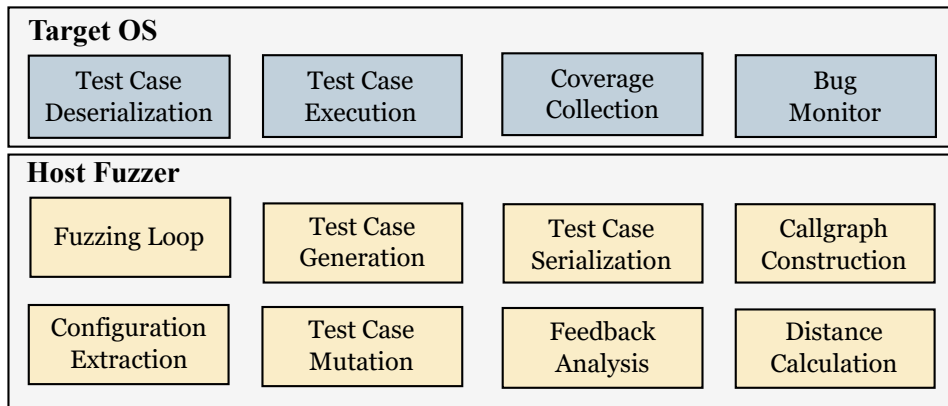 Target OS
Test Case
Deserialization
Test Case
Execution
Coverage
Collection
Bug
Monitor
Host Fuzzer
Fuzzing Loop
Test Case
Generation
Test Case
Serialization
Callgraph
Construction
Configuration
Extraction
Test Case
Mutation
Feedback
Analysis
Distance
Calculation